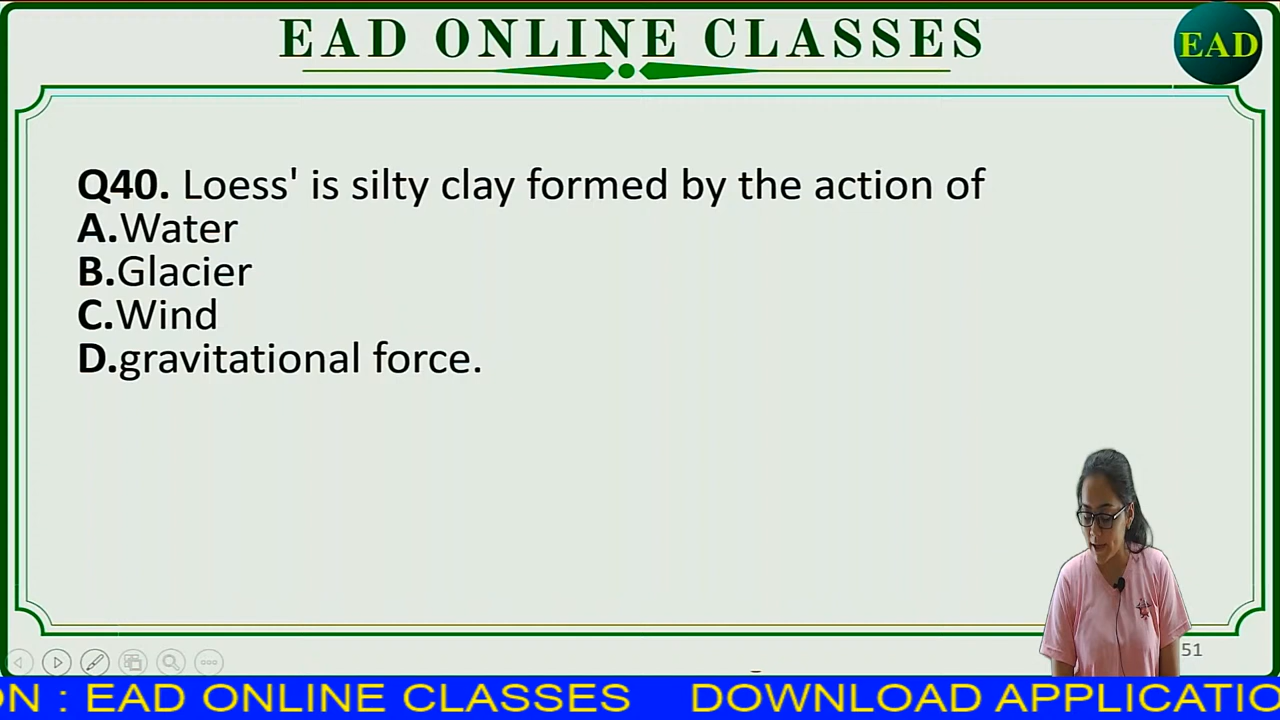 EAD ONLINE CLASSES
EAD
Q40. Loess' is silty clay formed by the action of
A.Water
B.Glacier
C.Wind
D.gravitational force.
51
ON : EAD ONLINE CLASSES DOWNLOAD APPLICATIO